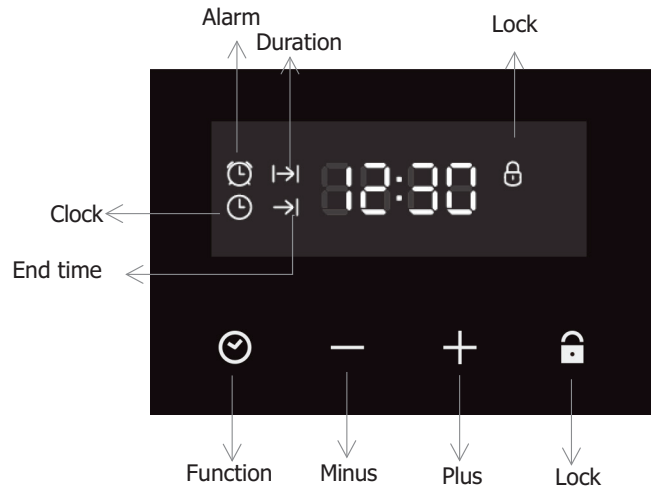 Alarm
Duration
Lock
12:30
Clock
End time
Function
Minus
Plus
Lock